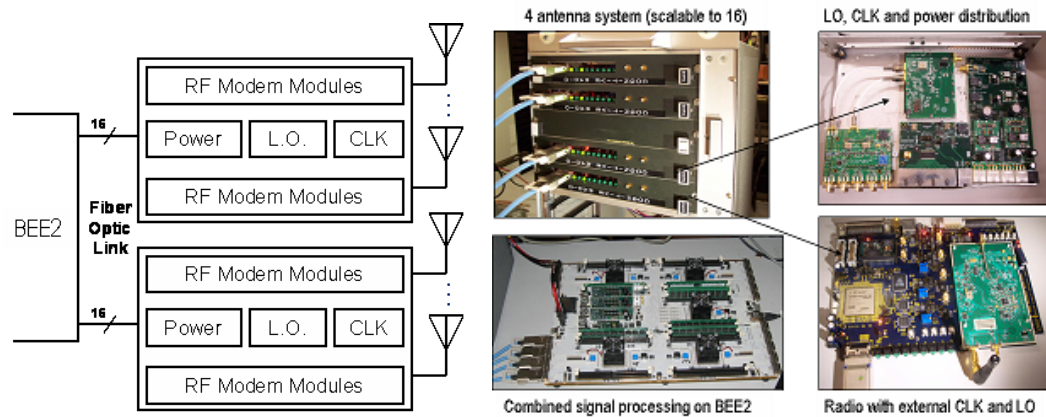 4 antenna system (scalable to 16)
LO, CLK and power distribution
RF Modem Modules
16
Power
L.O.
CLK
RF Modem Modules
BEE2
Fiber
Optic
Link
RF Modem Modules
16
Power
L.O.
CLK
RF Modem Modules
Combined signal processing on BEE2
Radio with external CLK and LO